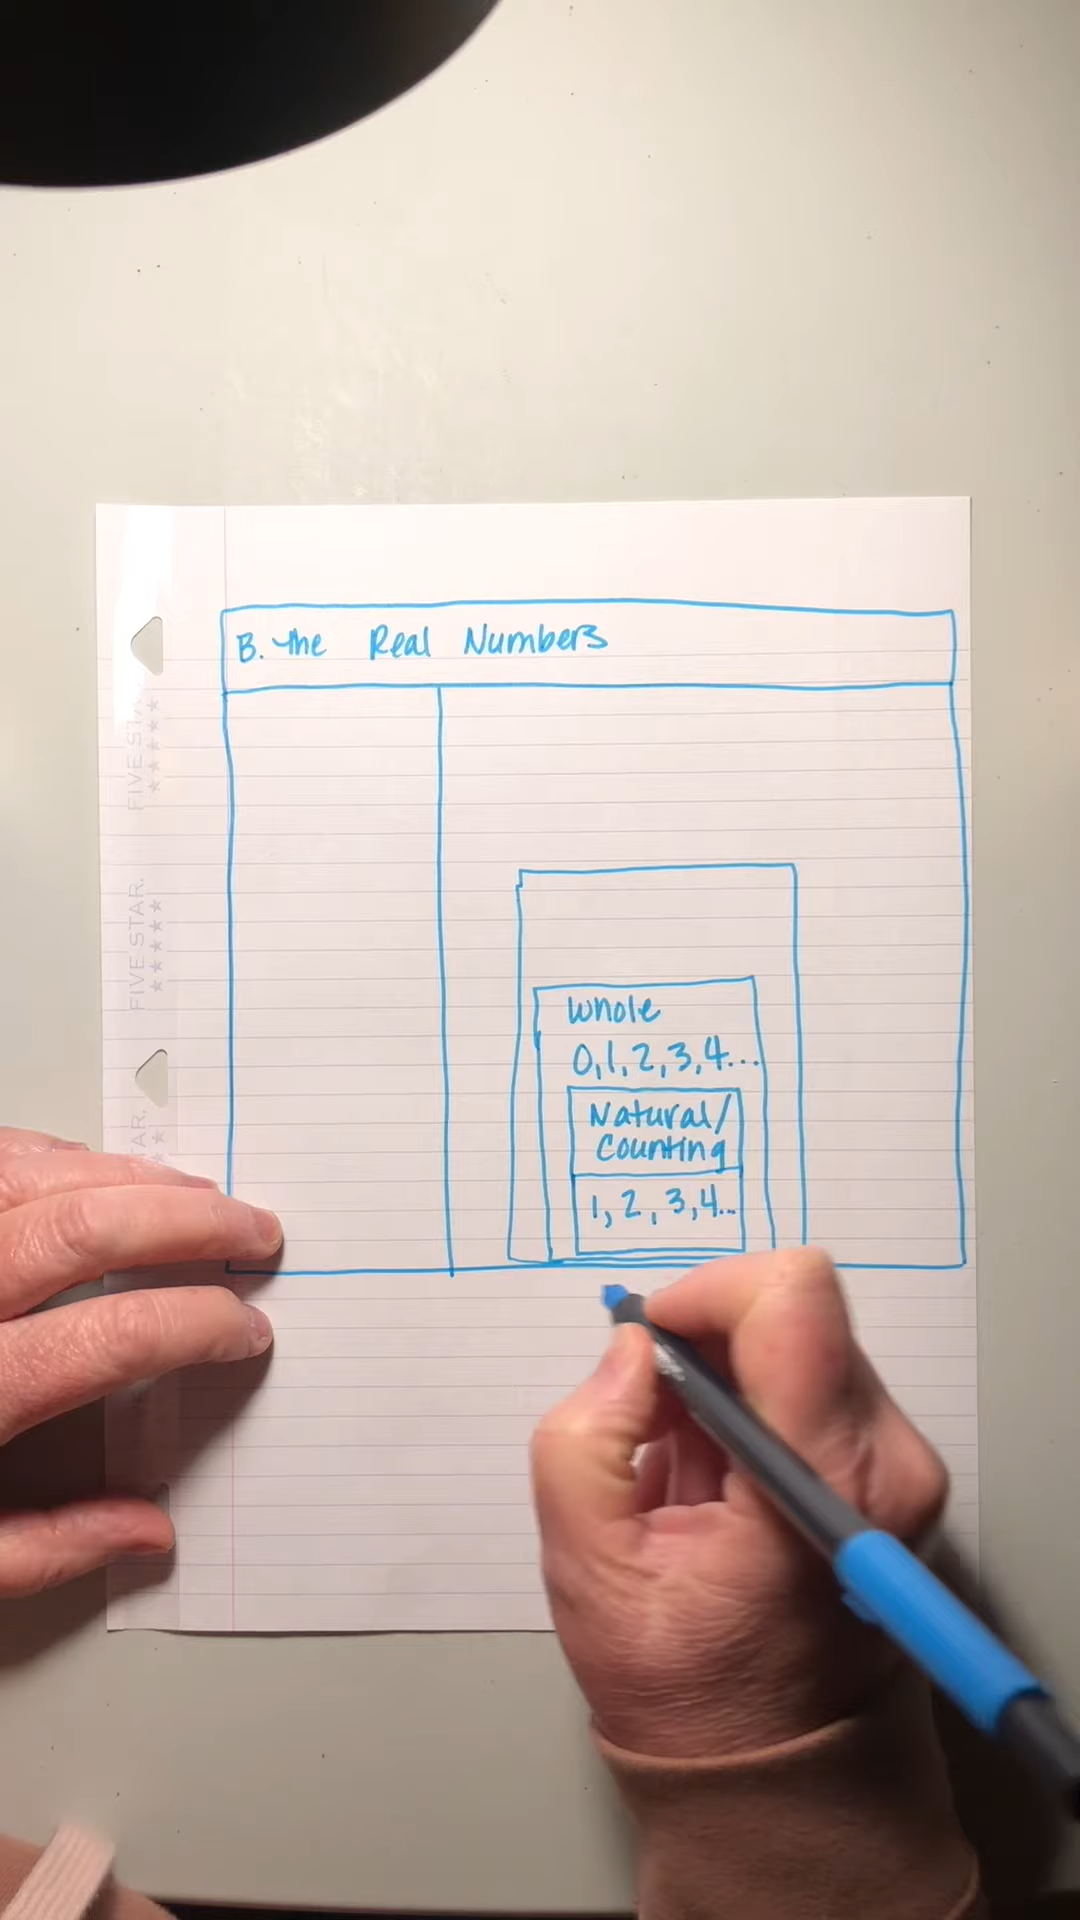 B. The Real Numbers
Whole
0,1,2,3,4...
Natural/
Counting
1, 2, 3,4...
FIVE STAR.
FIVE STAR.